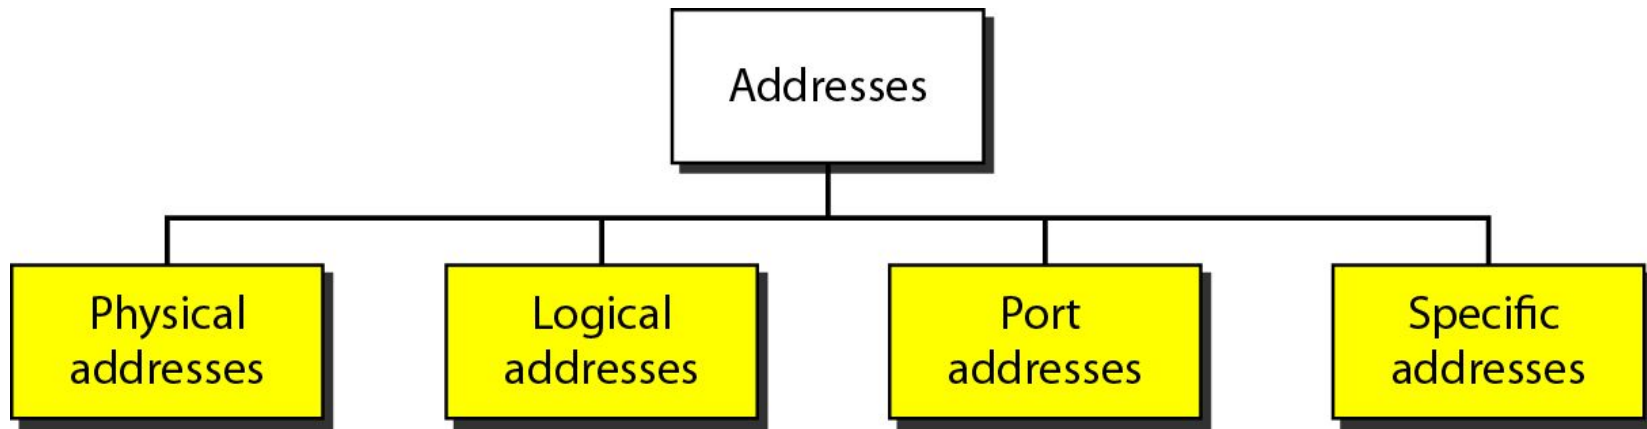 Addresses
Physical
addresses
Logical
addresses
Port
addresses
Specific
addresses